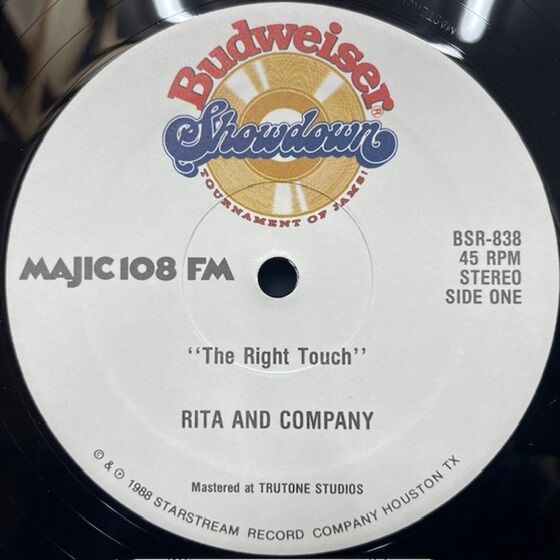 Budweiser®
Showdown
TOURNAMENT OF JAMS!
MAJIC 108 FM
BSR-838
45 RPM
STEREO
SIDE ONE
"The Right Touch"
RITA AND COMPANY
Mastered at TRUTONE STUDIOS
© & ℗ 1988 STARSTREAM RECORD COMPANY HOUSTON TX